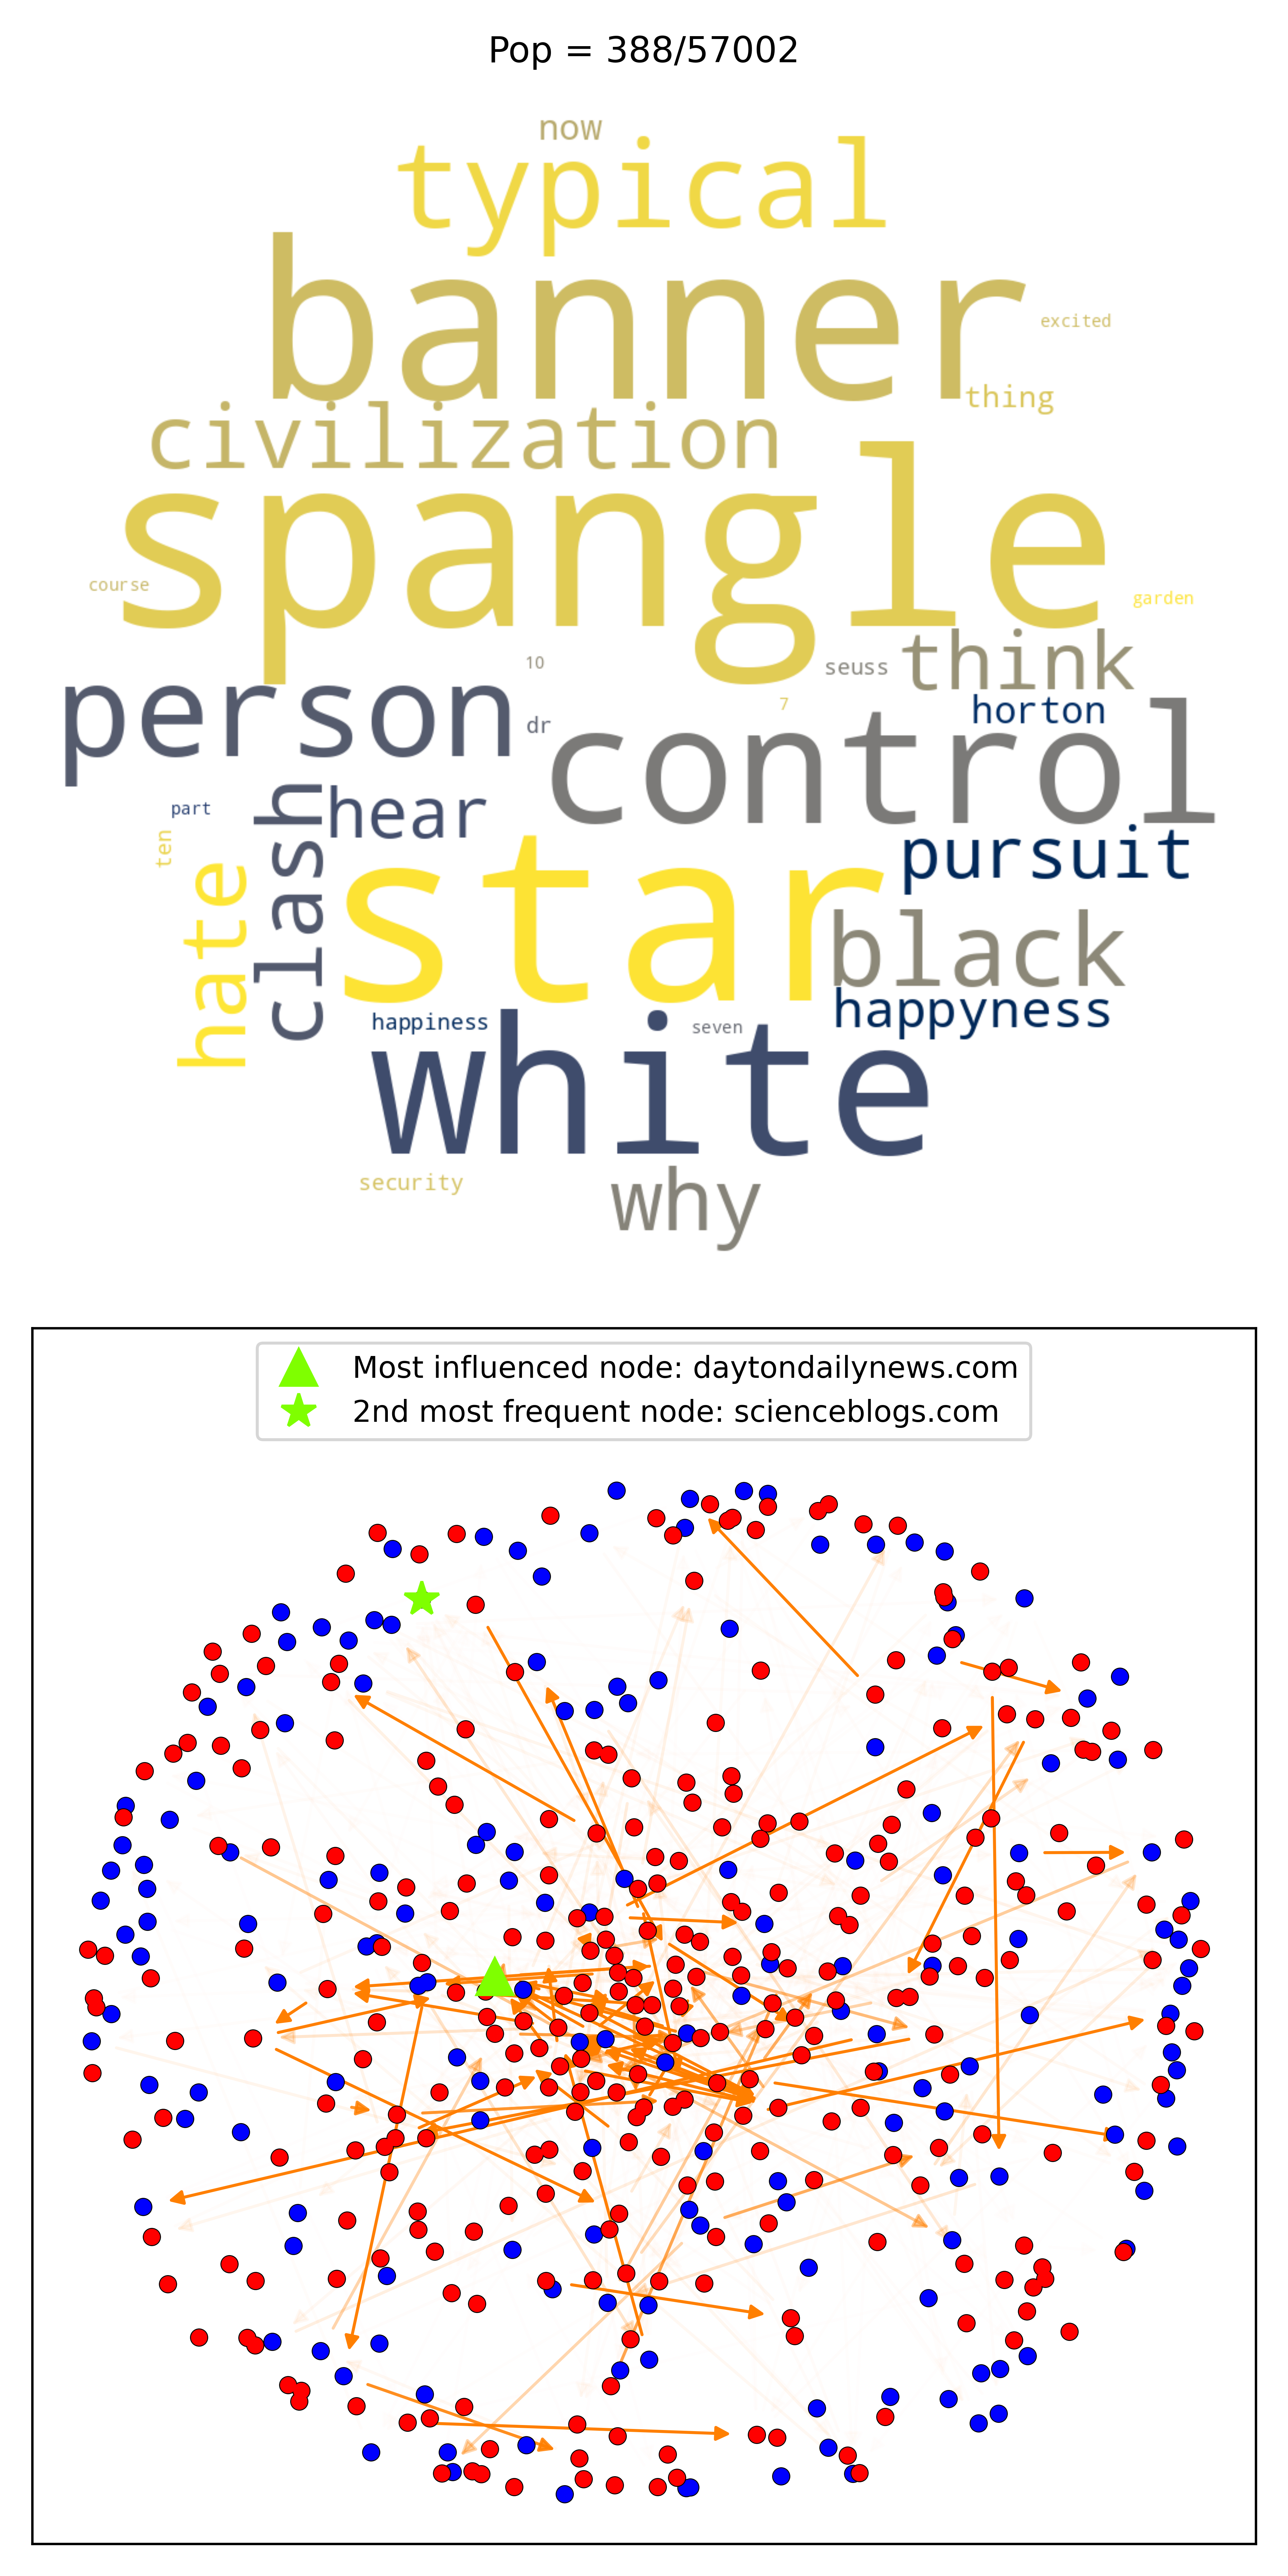 Pop = 388/57002
now
typical
banner
excited
thing
civilization
spangle
course
garden
10
seuss
think
person
7
horton
dr
control
part
hear
ten
clash
pursuit
hate
star
black
happiness
seven
happyness
white
security
why
Most influenced node: daytondailynews.com
2nd most frequent node: scienceblogs.com